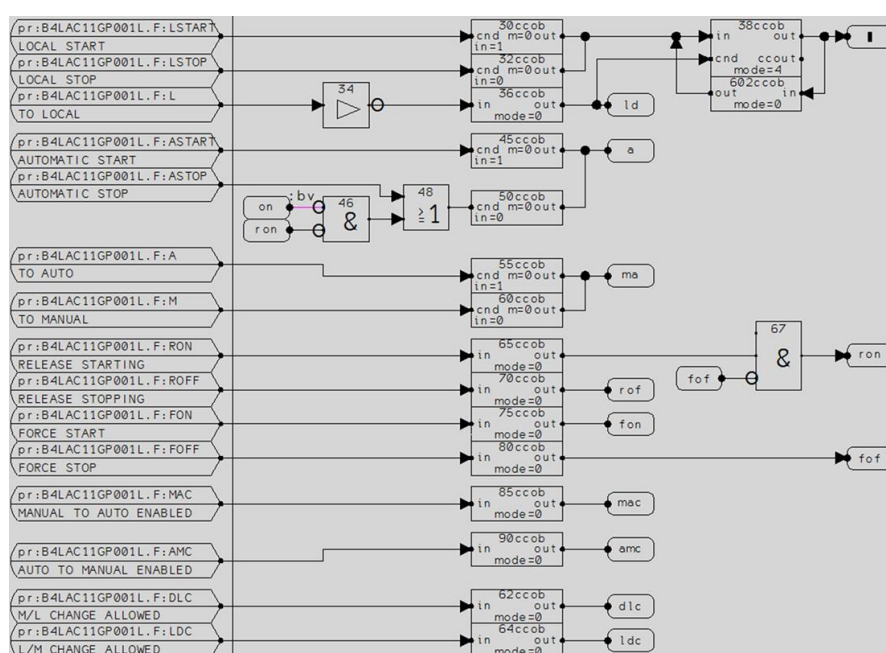 pr:B4LAC11GP001L.F:LSTART
LOCAL START
pr:B4LAC11GP001L.F:LSTOP
LOCAL STOP
pr:B4LAC11GP001L.F:L
TO LOCAL
pr:B4LAC11GP001L.F:ASTART
AUTOMATIC START
pr:B4LAC11GP001L.F:ASTOP
AUTOMATIC STOP
pr:B4LAC11GP001L.F:A
TO AUTO
pr:B4LAC11GP001L.F:M
TO MANUAL
pr:B4LAC11GP001L.F:RON
RELEASE STARTING
pr:B4LAC11GP001L.F:ROFF
RELEASE STOPPING
pr:B4LAC11GP001L.F:FON
FORCE START
pr:B4LAC11GP001L.F:FOFF
FORCE STOP
pr:B4LAC11GP001L.F:MAC
MANUAL TO AUTO ENABLED
pr:B4LAC11GP001L.F:AMC
AUTO TO MANUAL ENABLED
pr:B4LAC11GP001L.F:DLC
M/L CHANGE ALLOWED
pr:B4LAC11GP001L.F:LDC
L/M CHANGE ALLOWED
34
on
ron
:bv
46
&
48
≥1
30ccob
cnd m=0out
in=1
32ccob
cnd m=0out
in=0
36ccob
in out
mode=0
ld
45ccob
cnd m=0out
in=1
a
50ccob
cnd m=0out
in=0
55ccob
cnd m=0out
in=1
ma
60ccob
cnd m=0out
in=0
65ccob
in out
mode=0
70ccob
in out
mode=0
rof
75ccob
in out
mode=0
fon
80ccob
in out
mode=0
85ccob
in out
mode=0
mac
90ccob
in out
mode=0
amc
62ccob
in out
mode=0
dlc
64ccob
in out
mode=0
ldc
38ccob
in out
cnd ccout
mode=4
602ccob
out in
mode=0
67
&
fof
ron
fof